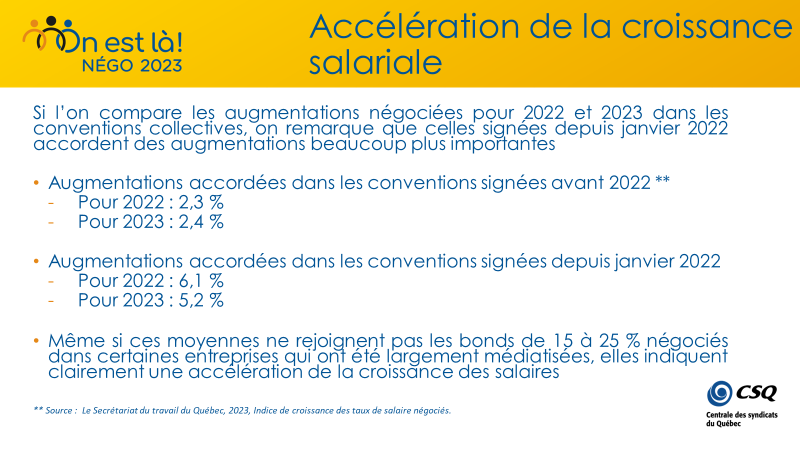 On est là!
NÉGO 2023
Accélération de la croissance
salariale
Si l’on compare les augmentations négociées pour 2022 et 2023 dans les
conventions collectives, on remarque que celles signées depuis janvier 2022
accordent des augmentations beaucoup plus importantes
• Augmentations accordées dans les conventions signées avant 2022 **
- Pour 2022 : 2,3 %
- Pour 2023 : 2,4 %
• Augmentations accordées dans les conventions signées depuis janvier 2022
- Pour 2022 : 6,1 %
- Pour 2023 : 5,2 %
• Même si ces moyennes ne rejoignent pas les bonds de 15 à 25 % négociés
dans certaines entreprises qui ont été largement médiatisées, elles indiquent
clairement une accélération de la croissance des salaires
** Source : Le Secrétariat du travail du Québec, 2023, Indice de croissance des taux de salaire négociés.
CSQ
Centrale des syndicats
du Québec